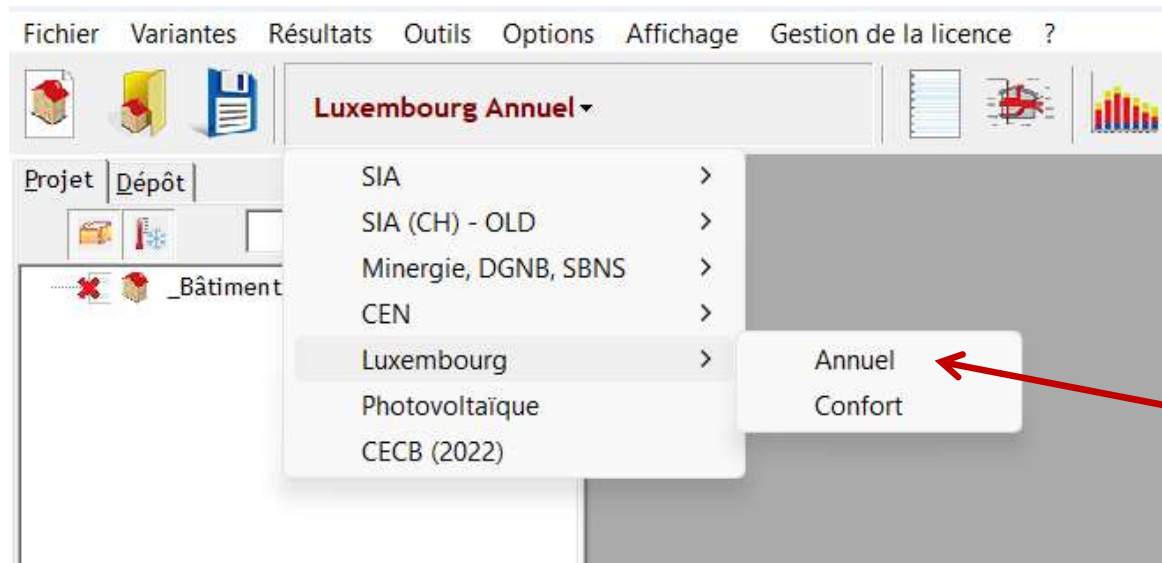 Fichier Variantes Résultats Outils Options Affichage Gestion de la licence ?
Luxembourg Annuel
Projet Dépôt
SIA
SIA (CH) - OLD
_Bâtiment
Minergie, DGNB, SBNS
CEN
Luxembourg
Annuel
Photovoltaïque
Confort
CECB (2022)